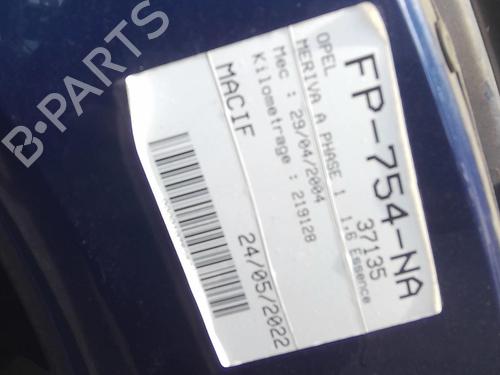 FP-754-NA
37135
OPEL
MERIVA A PHASE 1 1,6 Essence
Mec : 29/04/2004
Kilometrage : 219128
MACIF
24/05/2022
B-PARTS